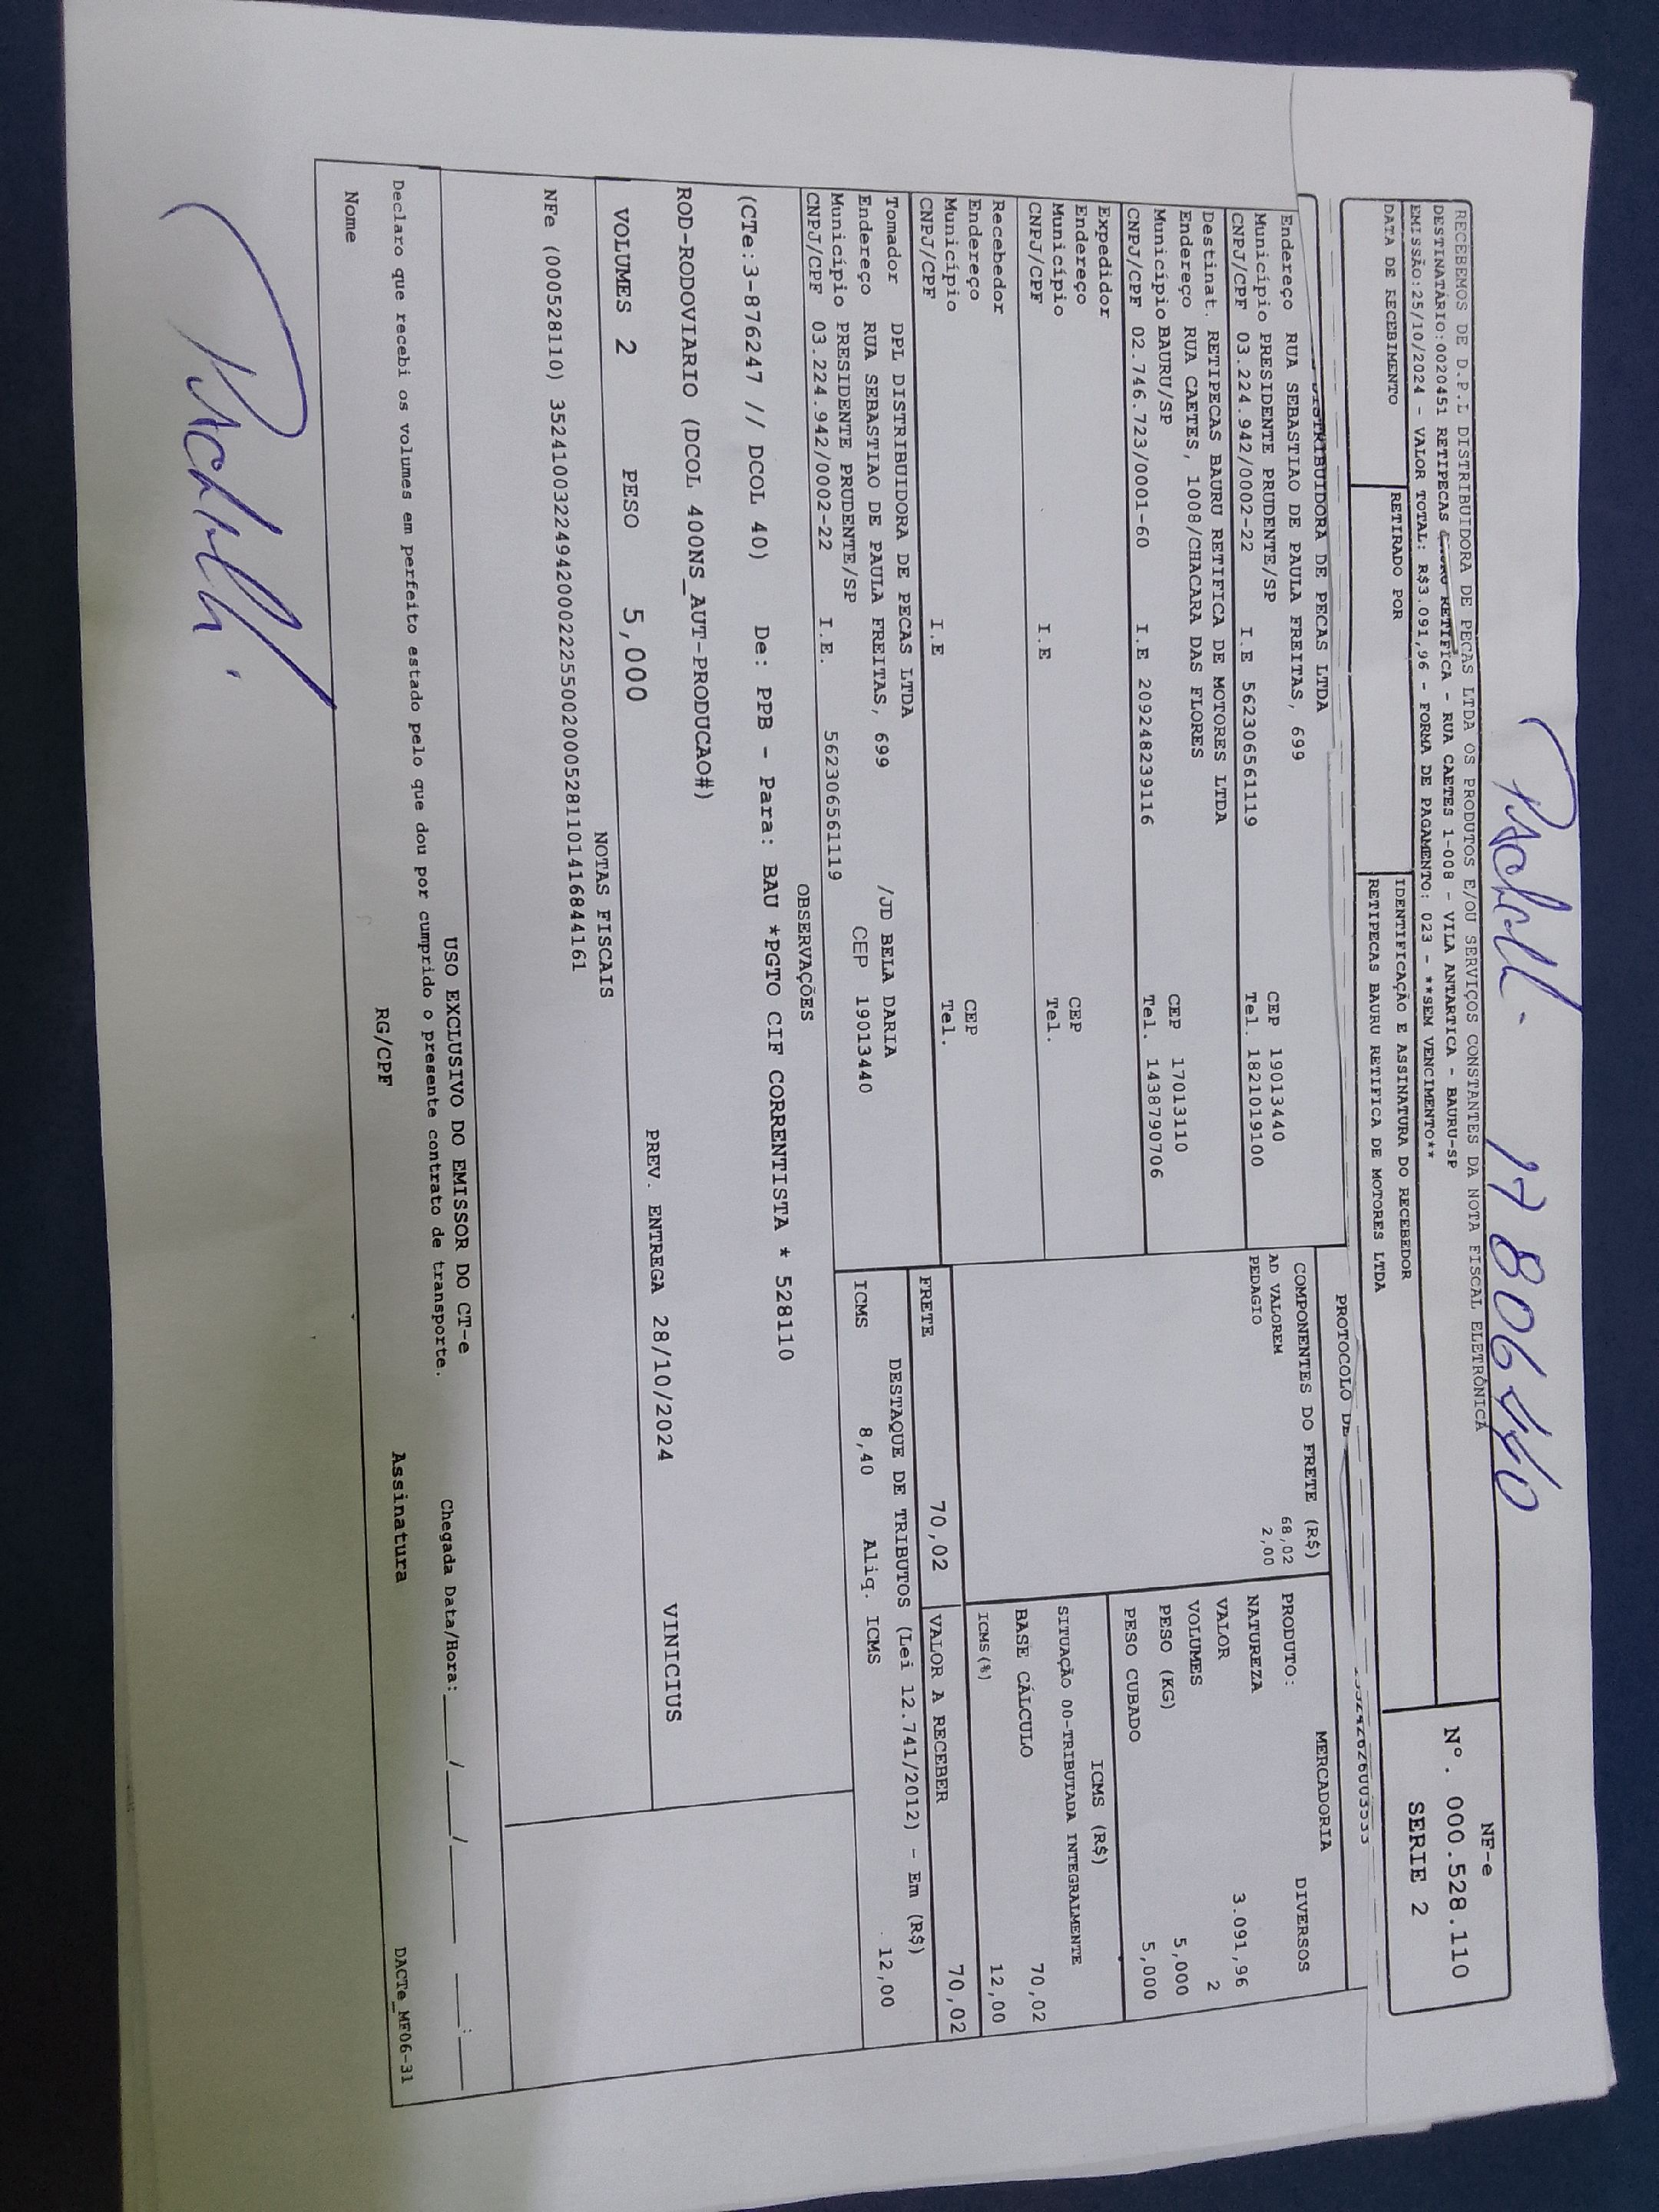 17 806 440
RECEBEMOS DE D.P.L DISTRIBUIDORA DE PECAS LTDA OS PRODUTOS E/OU SERVIÇOS CONSTANTES DA NOTA FISCAL ELETRÔNICA
DESTINATÁRIO:0020451 RETIPECAS RETIFICA - RUA CAETES 1-008 - VILA ANTARTICA - BAURU-SP
EMISSÃO:25/10/2024 - VALOR TOTAL: R$3.091,96 - FORMA DE PAGAMENTO: 023 - **SEM VENCIMENTO**
DATA DE RECEBIMENTO
RETIRADO POR
IDENTIFICAÇÃO E ASSINATURA DO RECEBEDOR
RETIPECAS BAURU RETIFICA DE MOTORES LTDA
NF-e
Nº. 000.528.110
SERIE 2
PROTOCOLO DE
DISTRIBUIDORA DE PECAS LTDA
Endereço RUA SEBASTIAO DE PAULA FREITAS, 699
CEP 19013440
Município PRESIDENTE PRUDENTE/SP
Tel. 1821019100
CNPJ/CPF 03.224.942/0002-22 I.E 562306561119
Destinat. RETIPECAS BAURU RETIFICA DE MOTORES LTDA
Endereço RUA CAETES, 1008/CHACARA DAS FLORES
CEP 17013110
Município BAURU/SP
Tel. 1438790706
CNPJ/CPF 02.746.723/0001-60 I.E 209248239116
Expedidor
Endereço
CEP
Município
Tel.
CNPJ/CPF I.E
Recebedor
Endereço
CEP
Município
Tel.
CNPJ/CPF I.E
Tomador DPL DISTRIBUIDORA DE PECAS LTDA
Endereço RUA SEBASTIAO DE PAULA FREITAS, 699 /JD BELA DARIA
Município PRESIDENTE PRUDENTE/SP CEP 19013440
CNPJ/CPF 03.224.942/0002-22 I.E. 562306561119
COMPONENTES DO FRETE (R$)
AD VALOREM 68,02
PEDAGIO 2,00
MERCADORIA
PRODUTO: DIVERSOS
NATUREZA
VALOR 3.091,96
VOLUMES 2
PESO (KG) 5,000
PESO CUBADO 5,000
ICMS (R$)
SITUAÇÃO 00-TRIBUTADA INTEGRALMENTE
BASE CÁLCULO 70,02
ICMS(%) 12,00
FRETE 70,02
VALOR A RECEBER 70,02
DESTAQUE DE TRIBUTOS (Lei 12.741/2012) - Em (R$)
ICMS 8,40 Aliq. ICMS 12,00
OBSERVAÇÕES
(CTe:3-876247 // DCOL 40) De: PPB - Para: BAU *PGTO CIF CORRENTISTA * 528110
ROD-RODOVIARIO (DCOL 400NS_AUT-PRODUCAO#)
VOLUMES 2 PESO 5,000 PREV. ENTREGA 28/10/2024 VINICIUS
NOTAS FISCAIS
NFe (000528110) 35241003224942000222550020005281101416844161
USO EXCLUSIVO DO EMISSOR DO CT-e
Declaro que recebi os volumes em perfeito estado pelo que dou por cumprido o presente contrato de transporte.
Chegada Data/Hora:____/____/______ ___:___
Nome RG/CPF Assinatura
DACTe_MF06-31